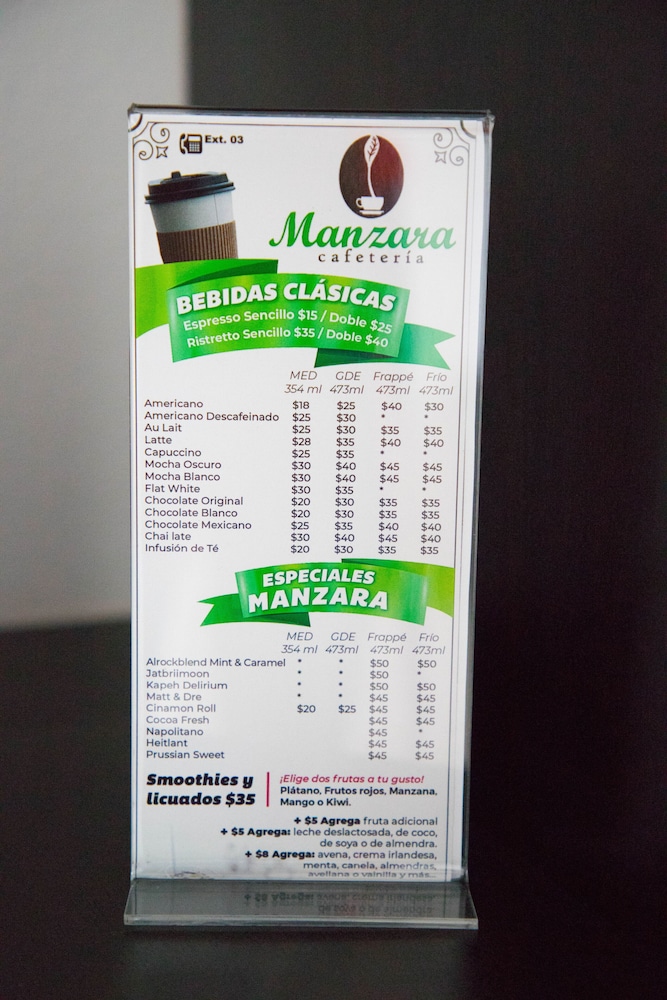 Ext. 03
Manzara
cafetería
BEBIDAS CLÁSICAS
Espresso Sencillo $15 / Doble $25
Ristretto Sencillo $35 / Doble $40
MED GDE Frappé Frío
354 ml 473ml 473ml 473ml
Americano $18 $25 $40 $30
Americano Descafeinado $25 $30 * *
Au Lait $25 $30 $35 $35
Latte $28 $35 $40 $40
Capuccino $25 $35 * *
Mocha Oscuro $30 $40 $45 $45
Mocha Blanco $30 $40 $45 $45
Flat White $30 $35 * *
Chocolate Original $20 $30 $35 $35
Chocolate Blanco $20 $30 $35 $35
Chocolate Mexicano $25 $35 $40 $40
Chai late $30 $40 $45 $40
Infusión de Té $20 $30 $35 $35
ESPECIALES
MANZARA
MED GDE Frappé Frío
354 ml 473ml 473ml 473ml
Alrockblend Mint & Caramel * * $50 $50
Jatbriimoon * * $50 *
Kapeh Delirium * * $50 $50
Matt & Dre * * $45 $45
Cinamon Roll $20 $25 $45 $45
Cocoa Fresh $45 $45
Napolitano $45 *
Heitlant $45 $45
Prussian Sweet $45 $45
Smoothies y
licuados $35
¡Elige dos frutas a tu gusto!
Plátano, Frutos rojos, Manzana,
Mango o Kiwi.
+ $5 Agrega fruta adicional
+ $5 Agrega: leche deslactosada, de coco,
de soya o de almendra.
+ $8 Agrega: avena, crema irlandesa,
menta, canela, almendras,
avellana o vainilla y más...